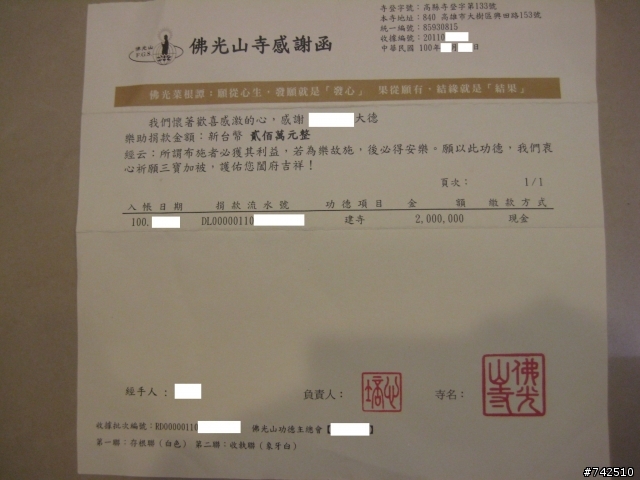 寺登字號：高縣寺登字第133號
本寺地址：840 高雄市大樹區興田路153號
統一編號：85930815
收據編號：20110
中華民國 100年 月 日
佛光山
佛光山寺感謝函
佛光菜根譚：願從心生，發願就是「發心」 果從願有，結緣就是「結果」
我們懷著歡喜感激的心，感謝 大德
樂助捐款金額：新台幣 貳佰萬元整
經云：所謂布施者必獲其利益，若為樂故施，後必得安樂。願以此功德，我們衷
心祈願三寶加被，護佑您闔府吉祥！
頁次： 1/1
入帳日期 捐款流水號 功德項目 金 額 繳款方式
100. DL00000110 建寺 2,000,000 現金
經手人： 負責人： 寺名：
佛光山寺
收據批次編號：RD00000110 佛光山功德主總會【 】
第一聯：存根聯（白色） 第二聯：收執聯（象牙白）
#742510